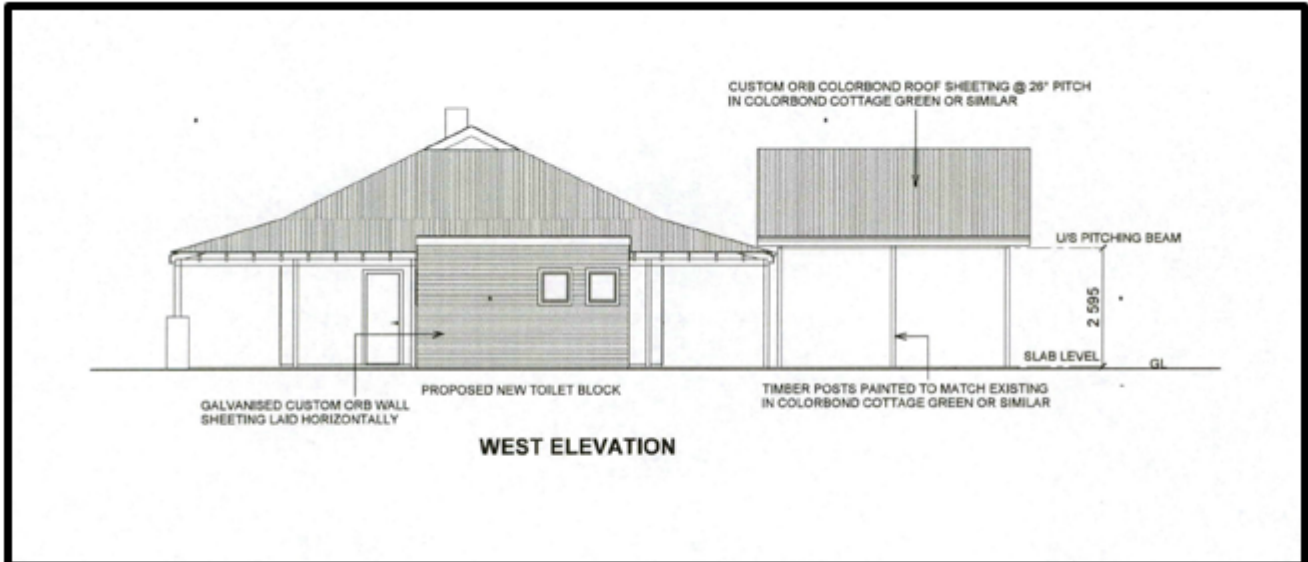 CUSTOM ORB COLORBOND ROOF SHEETING @ 26° PITCH
IN COLORBOND COTTAGE GREEN OR SIMILAR
U/S PITCHING BEAM
2 595
SLAB LEVEL
GL
PROPOSED NEW TOILET BLOCK
GALVANISED CUSTOM ORB WALL
SHEETING LAID HORIZONTALLY
TIMBER POSTS PAINTED TO MATCH EXISTING
IN COLORBOND COTTAGE GREEN OR SIMILAR
WEST ELEVATION